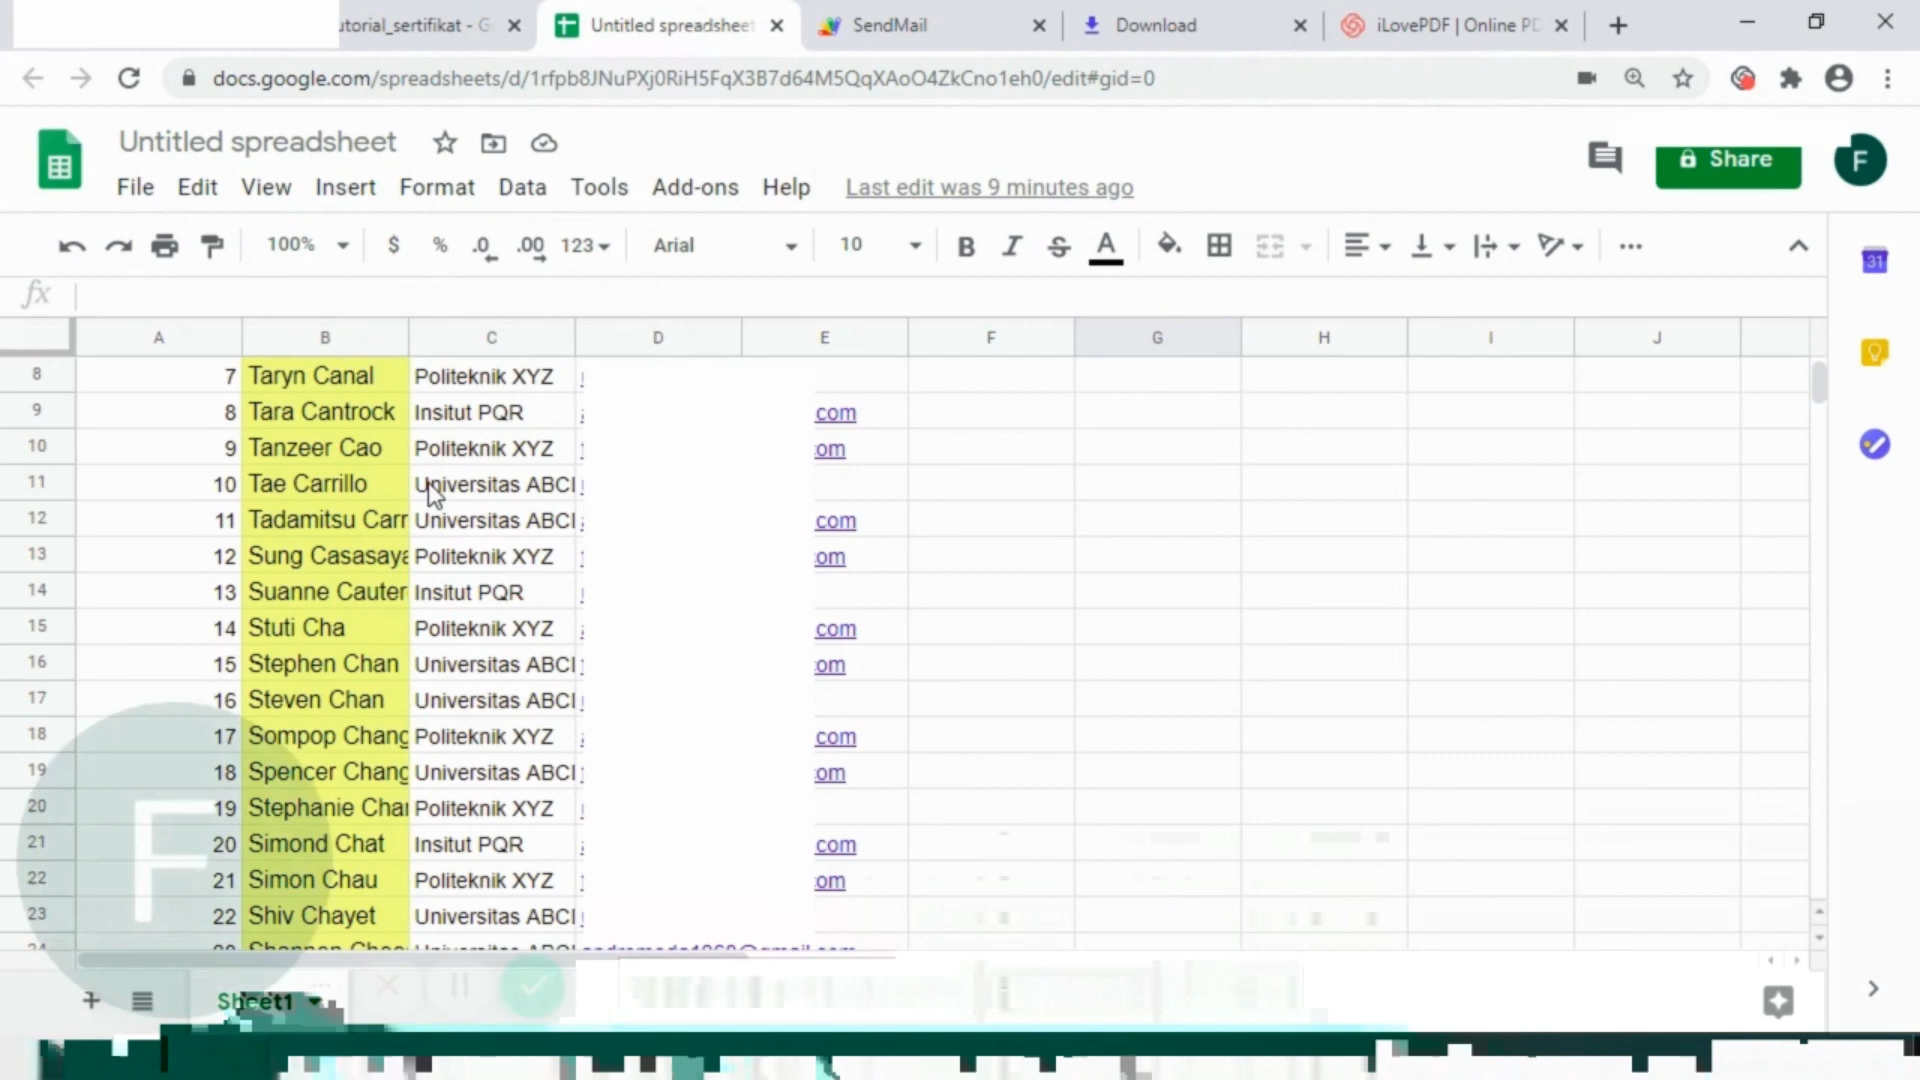 utorial_sertifikat - G
Untitled spreadsheet
SendMail
Download
iLovePDF | Online PD
docs.google.com/spreadsheets/d/1rfpb8JNuPXj0RiH5FqX3B7d64M5QqXAoO4ZkCno1eh0/edit#gid=0
Untitled spreadsheet
Share
F
File Edit View Insert Format Data Tools Add-ons Help Last edit was 9 minutes ago
100% $ % .0 .00 123 Arial 10 B I S A
31
fx
A B C D E F G H I J
8 7 Taryn Canal Politeknik XYZ
9 8 Tara Cantrock Insitut PQR .com
10 9 Tanzeer Cao Politeknik XYZ om
11 10 Tae Carrillo Universitas ABCI
12 11 Tadamitsu Carr Universitas ABCI .com
13 12 Sung Casasaya Politeknik XYZ om
14 13 Suanne Cauter Insitut PQR
15 14 Stuti Cha Politeknik XYZ .com
16 15 Stephen Chan Universitas ABCI om
17 16 Steven Chan Universitas ABCI
18 17 Sompop Chang Politeknik XYZ .com
19 18 Spencer Chang Universitas ABCI om
20 19 Stephanie Chan Politeknik XYZ
21 20 Simond Chat Insitut PQR .com
22 21 Simon Chau Politeknik XYZ om
23 22 Shiv Chayet Universitas ABCI
F
Sheet1